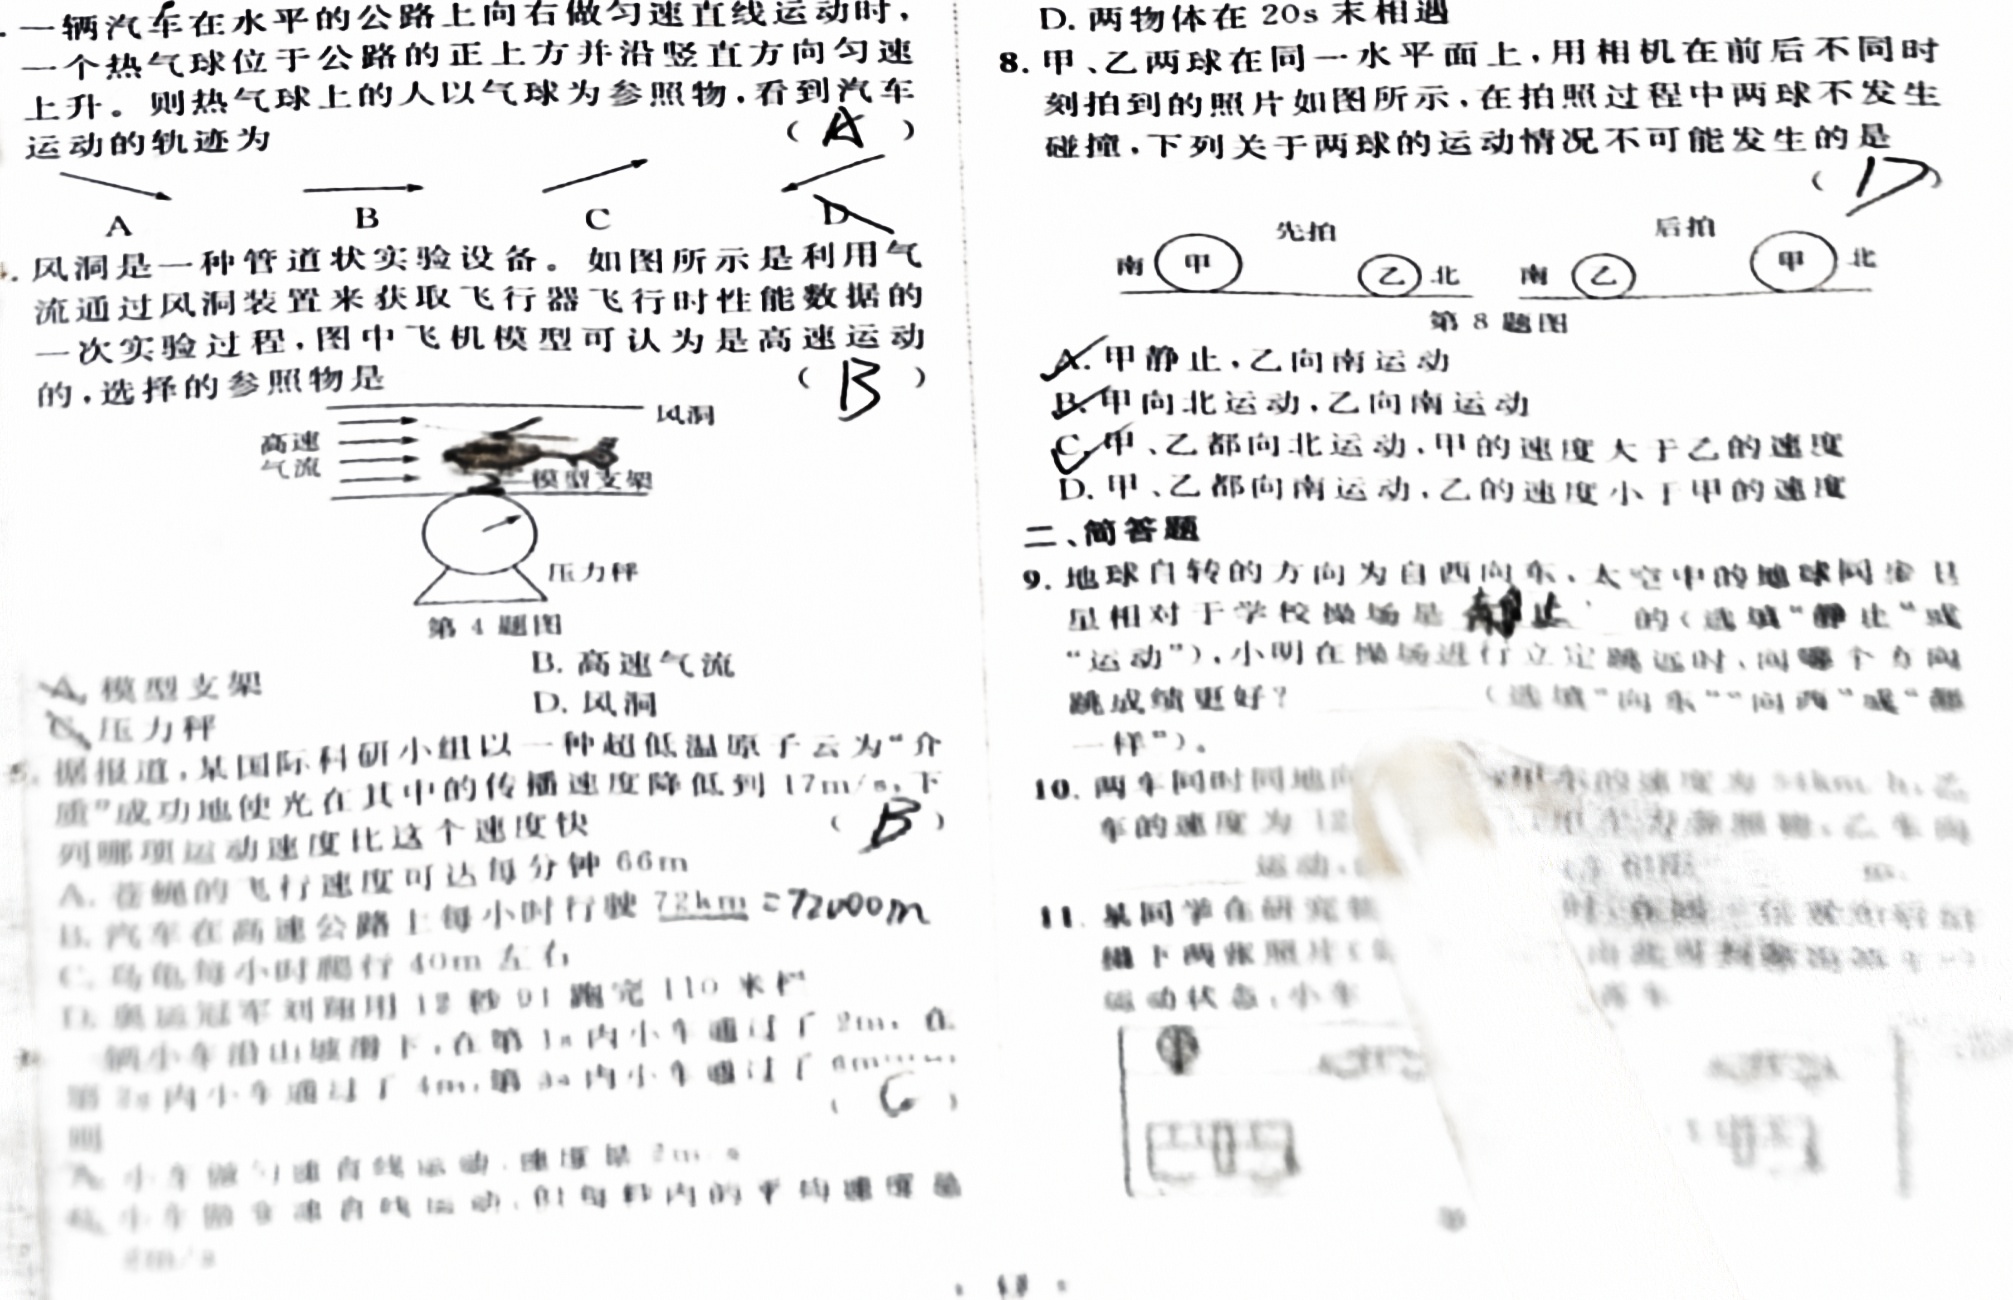 一辆汽车在水平的公路上向右做匀速直线运动时,
一个热气球位于公路的正上方并沿竖直方向匀速
上升。则热气球上的人以气球为参照物,看到汽车
运动的轨迹为 ( A )
A B C D
风洞是一种管道状实验设备。如图所示是利用气
流通过风洞装置来获取飞行器飞行时性能数据的
一次实验过程,图中飞机模型可认为是高速运动
的,选择的参照物是 ( B )
风洞
高速
气流
模型支架
压力秤
第 4 题图
A. 模型支架 B. 高速气流
C. 压力秤 D. 风洞
5. 据报道,某国际科研小组以一种超低温原子云为“介
质”成功地使光在其中的传播速度降低到 17m/s,下
列哪项运动速度比这个速度快 ( B )
A. 苍蝇的飞行速度可达每分钟 66m
B. 汽车在高速公路上每小时行驶 72km =72000m
C. 乌龟每小时爬行 40m 左右
D. 奥运冠军刘翔用 12 秒 91 跑完 110 米栏
辆小车沿山坡滑下,在第 1s 内小车通过了 2m,在
第 2s 内小车通过了 4m,第 3s 内小车通过了 6m
则 ( C )
A. 小车做匀速直线运动,速度是 2m/s
小车做变速直线运动,但每秒内的平均速度是
2m/s
D. 两物体在 20s 末相遇
8. 甲、乙两球在同一水平面上,用相机在前后不同时
刻拍到的照片如图所示,在拍照过程中两球不发生
碰撞,下列关于两球的运动情况不可能发生的是
( D )
先拍 后拍
南 甲 乙 北 南 乙 甲 北
第 8 题图
A. 甲静止,乙向南运动
B. 甲向北运动,乙向南运动
C. 甲、乙都向北运动,甲的速度大于乙的速度
D. 甲、乙都向南运动,乙的速度小于甲的速度
二、简答题
9. 地球自转的方向为自西向东,太空中的地球同步卫
星相对于学校操场是 静止 的(选填“静止”或
“运动”),小明在操场进行立定跳远时,向哪个方向
跳成绩更好? (选填“向东”“向西”或“都
一样”)。
10. 两车同时同地向 甲车的速度为 54km/h,乙
车的速度为 甲车为参照物,乙车向
运动, 相距 m。
11. 某同学在研究
摄下两张照片
运动状态:小车